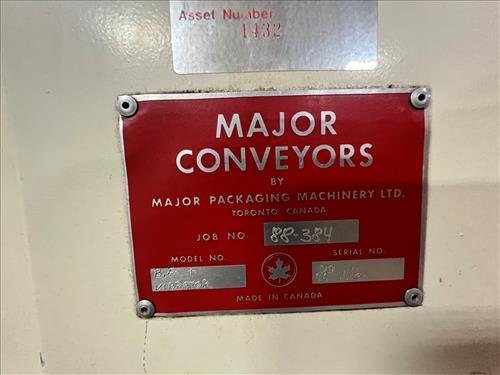 Asset Number
1432
MAJOR
CONVEYORS
BY
MAJOR PACKAGING MACHINERY LTD.
TORONTO CANADA
JOB NO. 88-384
MODEL NO. SERIAL NO.
MADE IN CANADA